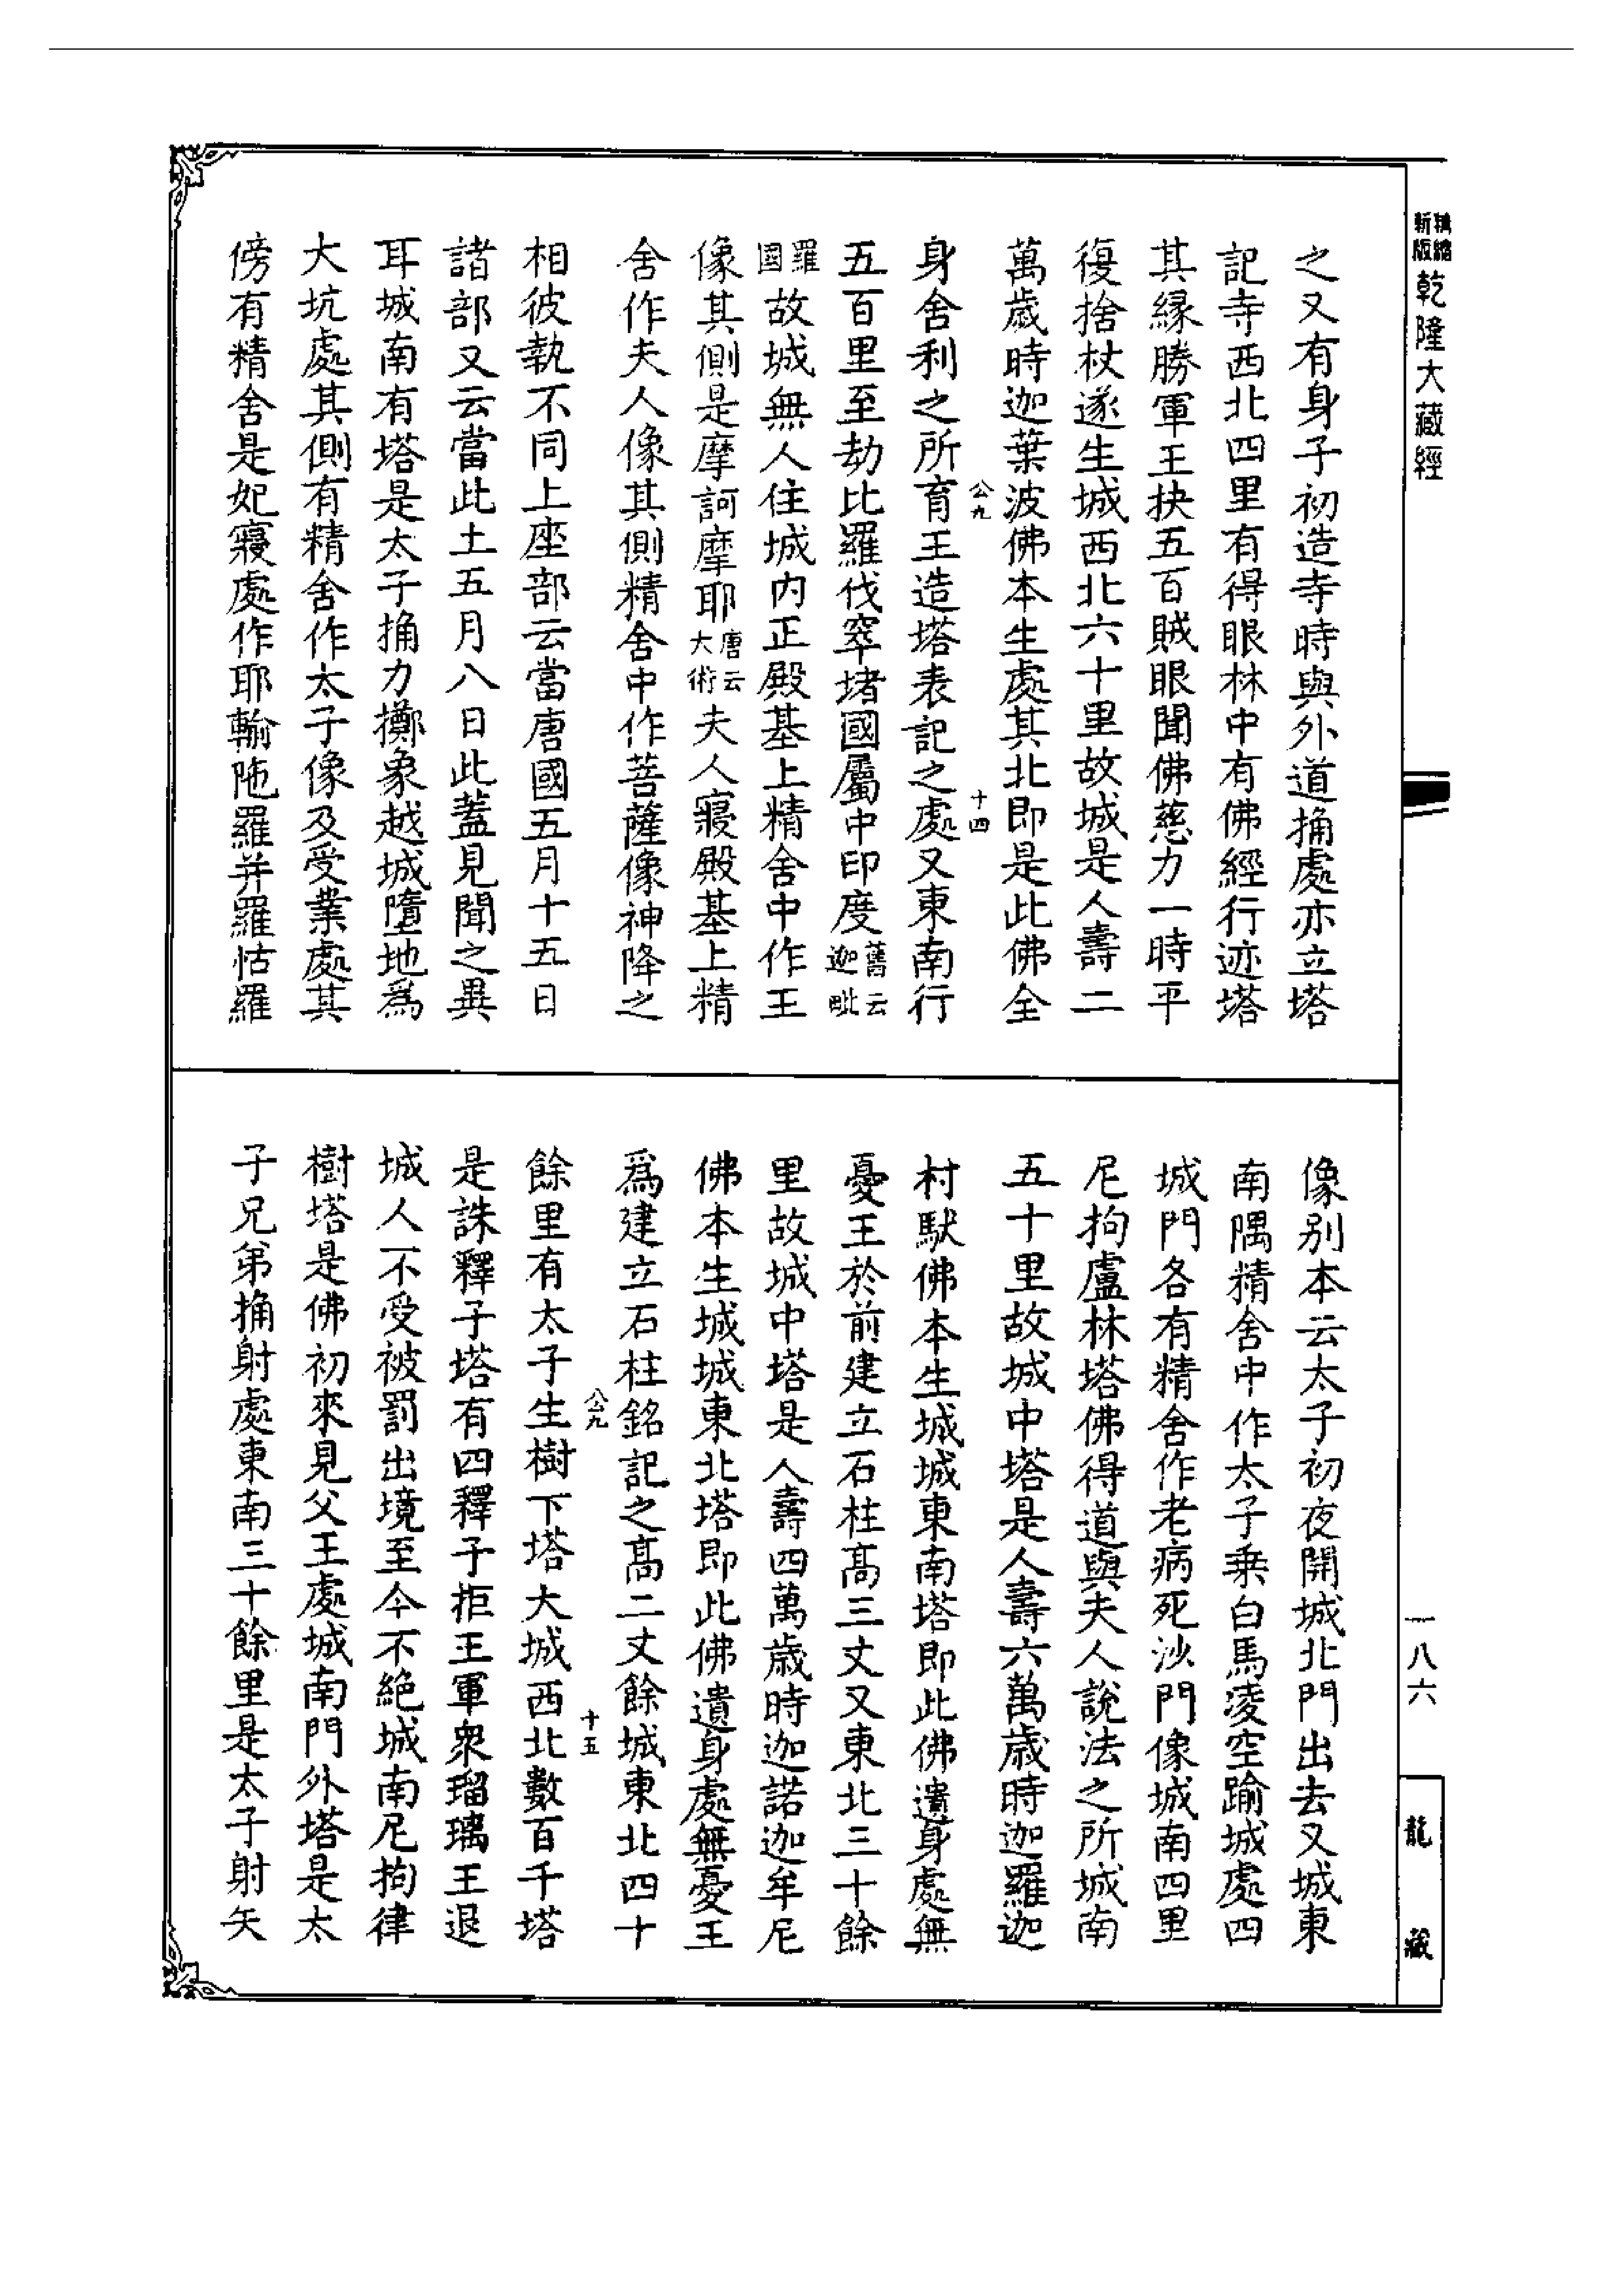 精縮新版
乾隆大藏經
之又有身子初造寺時與外道捔處亦立塔
記寺西北四里有得眼林中有佛經行迹塔
其緣勝軍王抉五百賊眼聞佛慈力一時平
復捨杖遂生城西北六十里故城是人壽二
萬歲時迦葉波佛本生處其北即是此佛全
公九
十四
身舍利之所育王造塔表記之處又東南行
五百里至劫比羅伐窣堵國屬中印度舊云迦毗
羅國故城無人住城内正殿基上精舍中作王
像其側是摩訶摩耶唐云大術夫人寢殿基上精
舍作夫人像其側精舍中作菩薩像神降之
相彼執不同上座部云當唐國五月十五日
諸部又云當此土五月八日此蓋見聞之異
耳城南有塔是太子捔力擲象越城墮地爲
大坑處其側有精舍作太子像及受業處其
傍有精舍是妃寢處作耶輸陁羅并羅怙羅
像别本云太子初夜開城北門出去又城東
南隅精舍中作太子乗白馬凌空踰城處四
城門各有精舍作老病死沙門像城南四里
尼拘盧林塔佛得道與夫人說法之所城南
五十里故城中塔是人壽六萬歲時迦羅迦
村馱佛本生城城東南塔即此佛遺身處無
憂王於前建立石柱高三丈又東北三十餘
里故城中塔是人壽四萬歲時迦諾迦牟尼
佛本生城城東北塔即此佛遺身處無憂王
爲建立石柱銘記之高二丈餘城東北四十
公九
十五
餘里有太子生樹下塔大城西北數百千塔
是誅釋子塔有四釋子拒王軍衆瑠璃王退
城人不受被罰出境至今不絕城南尼拘律
樹塔是佛初來見父王處城南門外塔是太
子兄弟捔射處東南三十餘里是太子射矢
一八六
龍藏